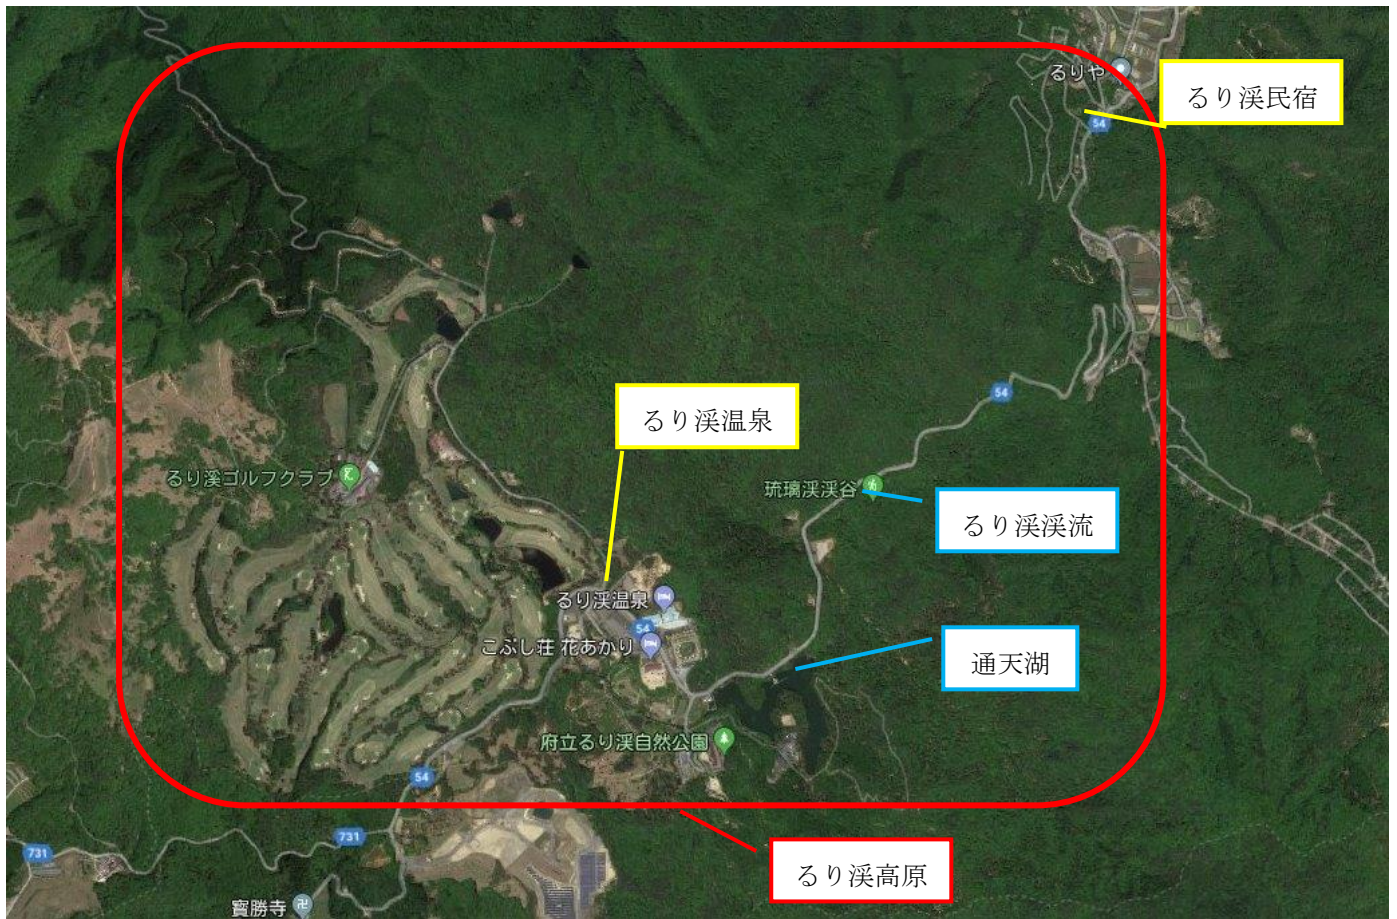 るりや
るり渓民宿
54
54
るり渓温泉
るり溪ゴルフクラブ
琉璃渓渓谷
るり渓渓流
るり渓温泉
54
こぶし荘 花あかり
通天湖
府立るり渓自然公園
54
731
731
るり渓高原
寳勝寺